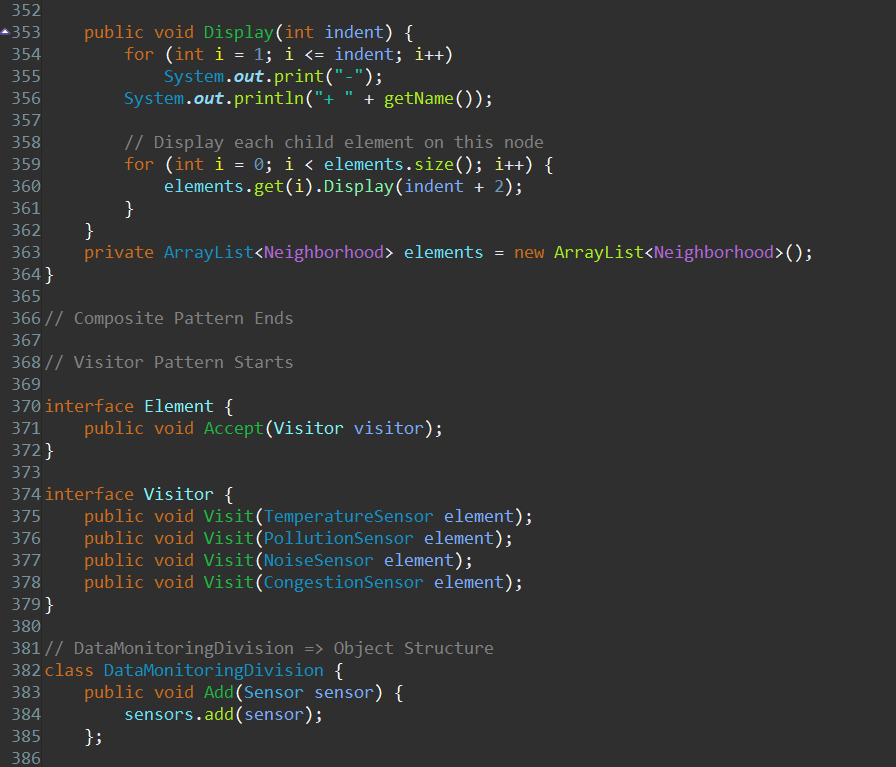 352
353    public void Display(int indent) {
354        for (int i = 1; i <= indent; i++)
355            System.out.print("-");
356        System.out.println("+ " + getName());
357
358        // Display each child element on this node
359        for (int i = 0; i < elements.size(); i++) {
360            elements.get(i).Display(indent + 2);
361        }
362    }
363    private ArrayList<Neighborhood> elements = new ArrayList<Neighborhood>();
364}
365
366// Composite Pattern Ends
367
368// Visitor Pattern Starts
369
370interface Element {
371    public void Accept(Visitor visitor);
372}
373
374interface Visitor {
375    public void Visit(TemperatureSensor element);
376    public void Visit(PollutionSensor element);
377    public void Visit(NoiseSensor element);
378    public void Visit(CongestionSensor element);
379}
380
381// DataMonitoringDivision => Object Structure
382class DataMonitoringDivision {
383    public void Add(Sensor sensor) {
384        sensors.add(sensor);
385    };
386